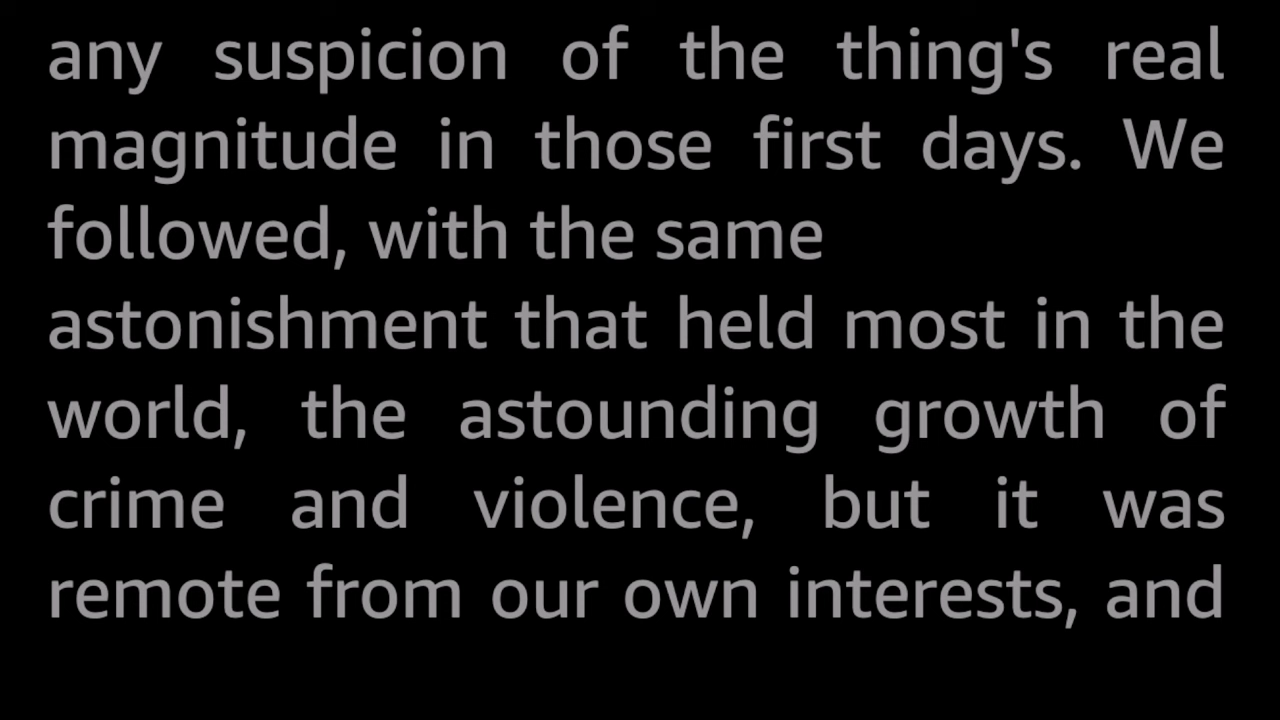 any suspicion of the thing's real
magnitude in those first days. We
followed, with the same
astonishment that held most in the
world, the astounding growth of
crime and violence, but it was
remote from our own interests, and